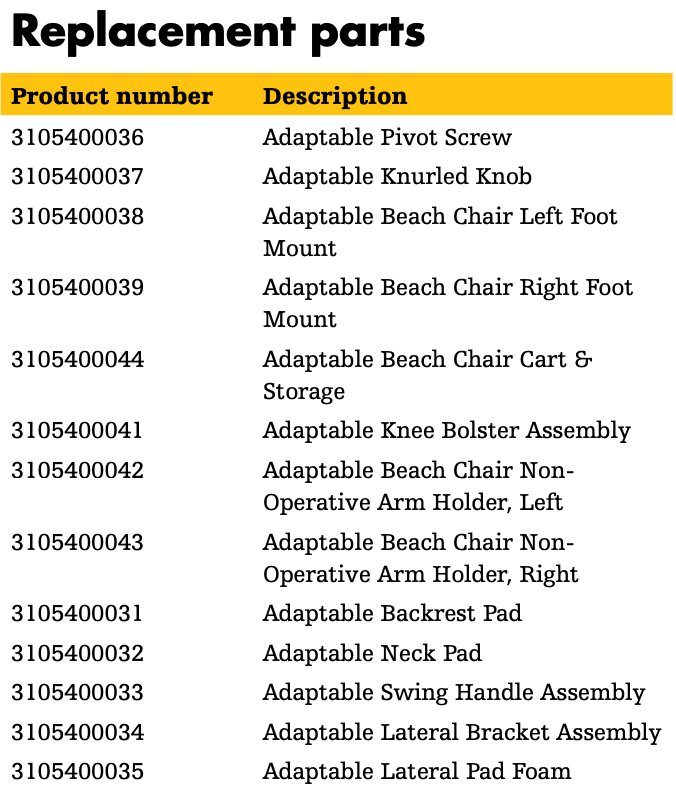 Replacement parts
Product number Description
3105400036 Adaptable Pivot Screw
3105400037 Adaptable Knurled Knob
3105400038 Adaptable Beach Chair Left Foot
Mount
3105400039 Adaptable Beach Chair Right Foot
Mount
3105400044 Adaptable Beach Chair Cart &
Storage
3105400041 Adaptable Knee Bolster Assembly
3105400042 Adaptable Beach Chair Non-
Operative Arm Holder, Left
3105400043 Adaptable Beach Chair Non-
Operative Arm Holder, Right
3105400031 Adaptable Backrest Pad
3105400032 Adaptable Neck Pad
3105400033 Adaptable Swing Handle Assembly
3105400034 Adaptable Lateral Bracket Assembly
3105400035 Adaptable Lateral Pad Foam